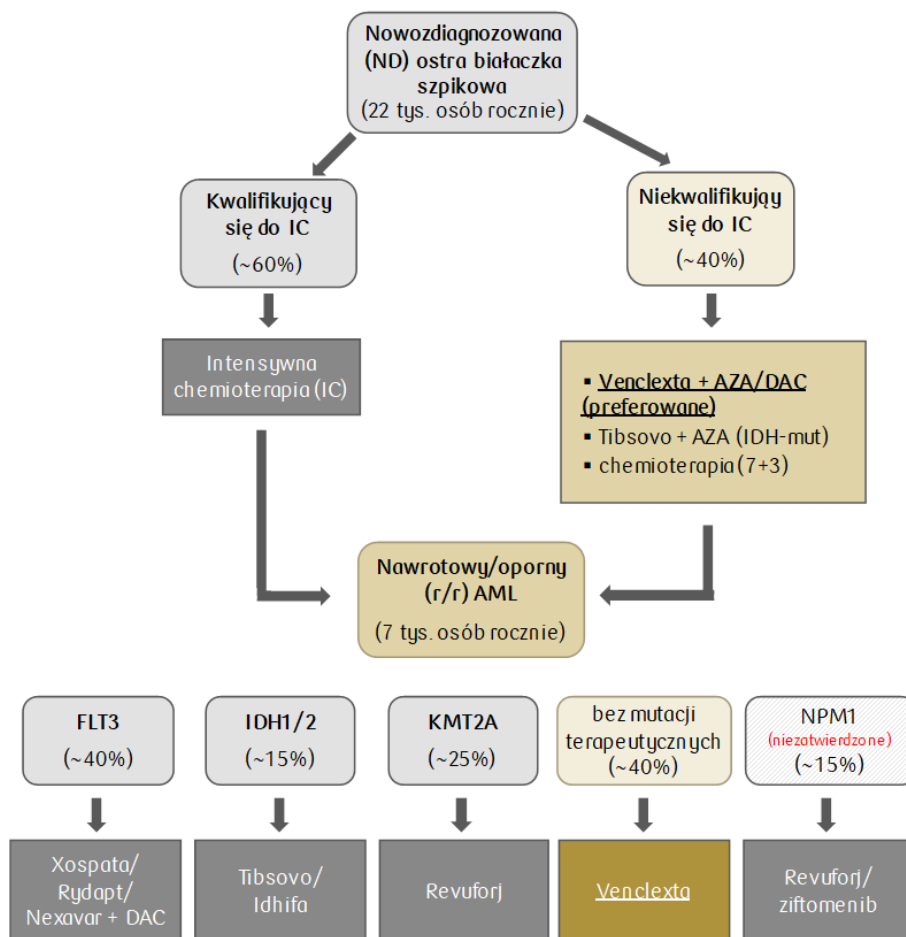 Nowozdiagnozowana
(ND) ostra białaczka
szpikowa
(22 tys. osób rocznie)
Kwalifikujący
się do IC
(~60%)
Niekwalifikująy
się do IC
(~40%)
Intensywna
chemioterapia (IC)
▪ Venclexta + AZA/DAC
(preferowane)
▪ Tibsovo + AZA (IDH-mut)
▪ chemioterapia (7+3)
Nawrotowy/oporny
(r/r) AML
(7 tys. osób rocznie)
FLT3
(~40%)
IDH1/2
(~15%)
KMT2A
(~25%)
bez mutacji
terapeutycznych
(~40%)
NPM1
(niezatwierdzone)
(~15%)
Xospata/
Rydapt/
Nexavar + DAC
Tibsovo/
Idhifa
Revuforj
Venclexta
Revuforj/
ziftomenib